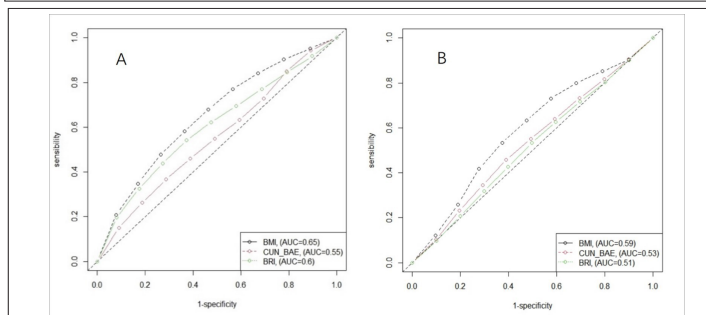 A
sensibility
1.0
0.8
0.6
0.4
0.2
0.0
BMI, (AUC=0.65)
CUN_BAE, (AUC=0.55)
BRI, (AUC=0.6)
0.0 0.2 0.4 0.6 0.8 1.0
1-specificity
B
sensibility
1.0
0.8
0.6
0.4
0.2
0.0
BMI, (AUC=0.59)
CUN_BAE, (AUC=0.53)
BRI, (AUC=0.51)
0.0 0.2 0.4 0.6 0.8 1.0
1-specificity